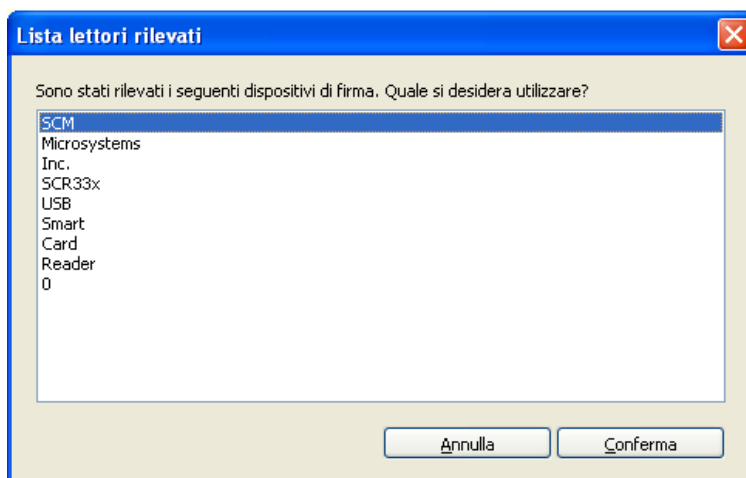 Lista lettori rilevati
Sono stati rilevati i seguenti dispositivi di firma. Quale si desidera utilizzare?
SCM
Microsystems
Inc.
SCR33x
USB
Smart
Card
Reader
0
Annulla
Conferma